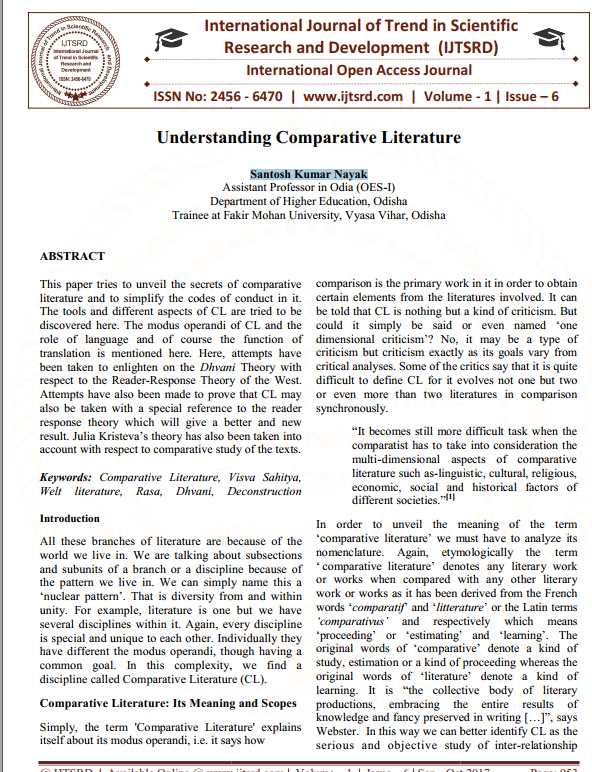 International Journal of Trend in Scientific
Research and Development (IJTSRD)
International Open Access Journal
ISSN No: 2456 - 6470 | www.ijtsrd.com | Volume - 1 | Issue – 6
IJTSRD
International Journal
of Trend in Scientific
Research and
Development
ISSN: 2456-6470
Understanding Comparative Literature
Santosh Kumar Nayak
Assistant Professor in Odia (OES-I)
Department of Higher Education, Odisha
Trainee at Fakir Mohan University, Vyasa Vihar, Odisha
ABSTRACT
This paper tries to unveil the secrets of comparative
literature and to simplify the codes of conduct in it.
The tools and different aspects of CL are tried to be
discovered here. The modus operandi of CL and the
role of language and of course the function of
translation is mentioned here. Here, attempts have
been taken to enlighten on the Dhvani Theory with
respect to the Reader-Response Theory of the West.
Attempts have also been made to prove that CL may
also be taken with a special reference to the reader
response theory which will give a better and new
result. Julia Kristeva's theory has also been taken into
account with respect to comparative study of the texts.
Keywords: Comparative Literature, Visva Sahitya,
Welt literature, Rasa, Dhvani, Deconstruction
Introduction
All these branches of literature are because of the
world we live in. We are talking about subsections
and subunits of a branch or a discipline because of
the pattern we live in. We can simply name this a
'nuclear pattern'. That is diversity from and within
unity. For example, literature is one but we have
several disciplines within it. Again, every discipline
is special and unique to each other. Individually they
have different the modus operandi, though having a
common goal. In this complexity, we find a
discipline called Comparative Literature (CL).
Comparative Literature: Its Meaning and Scopes
Simply, the term 'Comparative Literature' explains
itself about its modus operandi, i.e. it says how
comparison is the primary work in it in order to obtain
certain elements from the literatures involved. It can
be told that CL is nothing but a kind of criticism. But
could it simply be said or even named 'one
dimensional criticism'? No, it may be a type of
criticism but criticism exactly as its goals vary from
critical analyses. Some of the critics say that it is quite
difficult to define CL for it evolves not one but two
or even more than two literatures in comparison
synchronously.
"It becomes still more difficult task when the
comparatist has to take into consideration the
multi-dimensional aspects of comparative
literature such as-linguistic, cultural, religious,
economic, social and historical factors of
different societies."[1]
In order to unveil the meaning of the term
'comparative literature' we must have to analyze its
nomenclature. Again, etymologically the term
'comparative literature' denotes any literary work
or works when compared with any other literary
work or works as it has been derived from the French
words 'comparatif' and 'litterature' or the Latin terms
'comparativus' and respectively which means
'proceeding' or 'estimating' and 'learning'. The
original words of 'comparative' denote a kind of
study, estimation or a kind of proceeding whereas the
original words of 'literature' denote a kind of
learning. It is "the collective body of literary
productions, embracing the entire results of
knowledge and fancy preserved in writing […]", says
Webster. In this way we can better identify CL as the
serious and objective study of inter-relationship